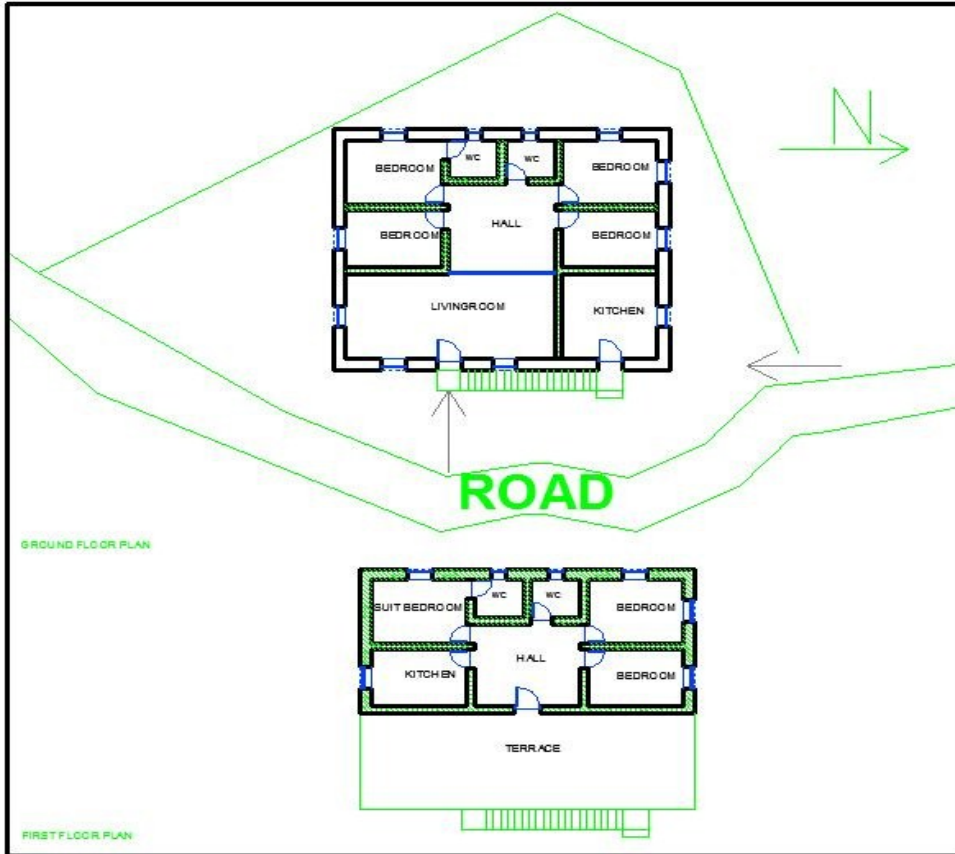 N
WC
WC
BEDROOM
BEDROOM
HALL
BEDROOM
BEDROOM
LIVINGROOM
KITCHEN
ROAD
GROUND FLOOR PLAN
WC
WC
SUIT BEDROOM
BEDROOM
HALL
KITCHEN
BEDROOM
TERRACE
FIRST FLOOR PLAN